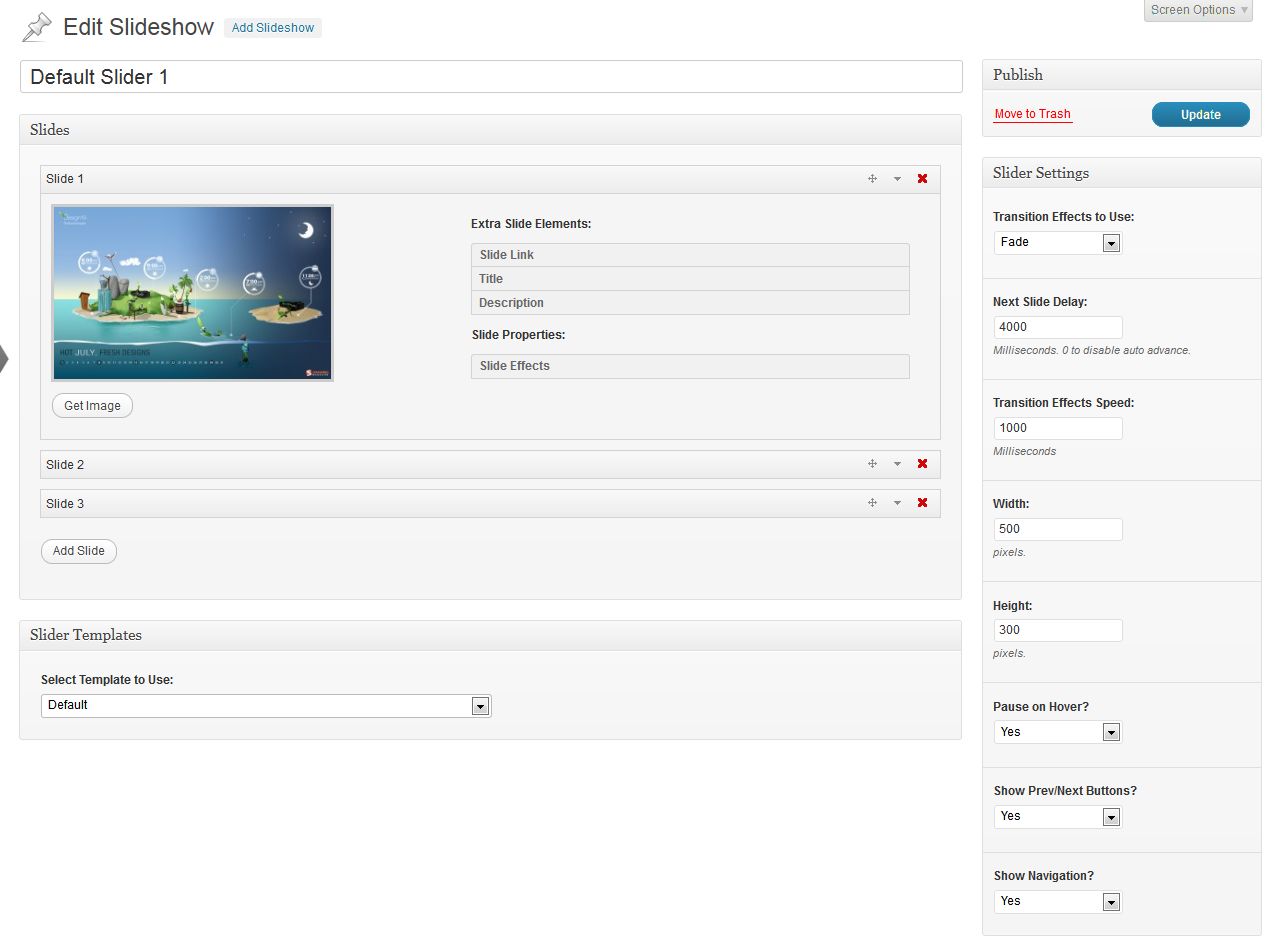 Screen Options
Edit Slideshow Add Slideshow
Default Slider 1
Slides
Slide 1
HOT JULY. FRESH DESIGNS
Get Image
Extra Slide Elements:
Slide Link
Title
Description
Slide Properties:
Slide Effects
Slide 2
Slide 3
Add Slide
Slider Templates
Select Template to Use:
Default
Publish
Move to Trash Update
Slider Settings
Transition Effects to Use:
Fade
Next Slide Delay:
4000
Milliseconds. 0 to disable auto advance.
Transition Effects Speed:
1000
Milliseconds
Width:
500
pixels.
Height:
300
pixels.
Pause on Hover?
Yes
Show Prev/Next Buttons?
Yes
Show Navigation?
Yes